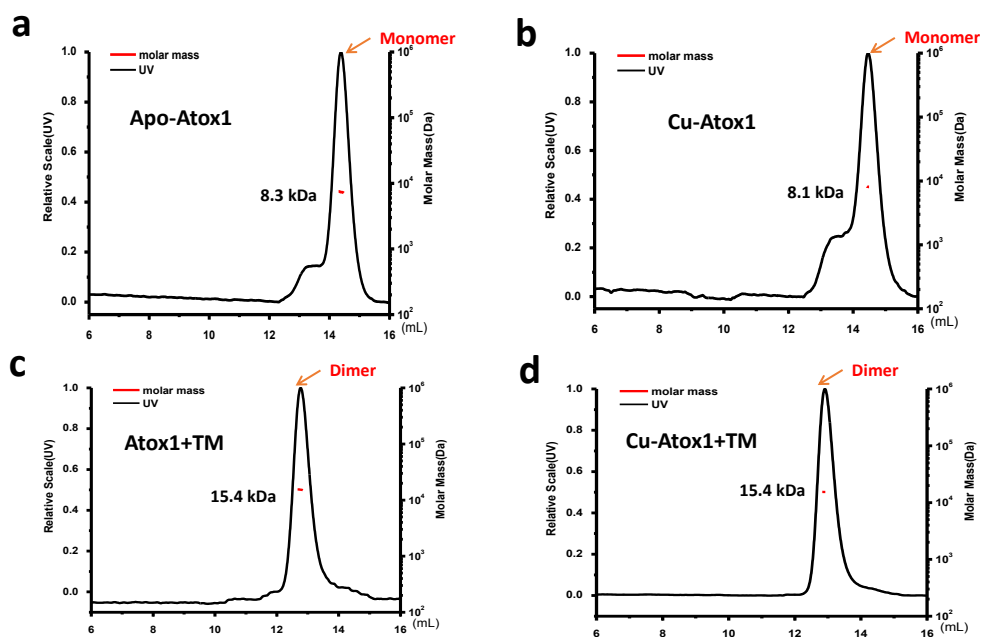 a
Monomer
molar mass
UV
Apo-Atox1
8.3 kDa
Relative Scale(UV)
1.0
0.8
0.6
0.4
0.2
0.0
Molar Mass(Da)
10⁶
10⁵
10⁴
10³
10²
6 8 10 12 14 16
(mL)
b
Monomer
molar mass
UV
Cu-Atox1
8.1 kDa
Relative Scale(UV)
1.0
0.8
0.6
0.4
0.2
0.0
Molar Mass(Da)
10⁶
10⁵
10⁴
10³
10²
6 8 10 12 14 16
(mL)
c
Dimer
molar mass
UV
Atox1+TM
15.4 kDa
Relative Scale(UV)
1.0
0.8
0.6
0.4
0.2
0.0
Molar Mass(Da)
10⁶
10⁵
10⁴
10³
10²
6 8 10 12 14 16
(mL)
d
Dimer
molar mass
UV
Cu-Atox1+TM
15.4 kDa
Relative Scale(UV)
1.0
0.8
0.6
0.4
0.2
0.0
Molar Mass(Da)
10⁶
10⁵
10⁴
10³
10²
6 8 10 12 14 16
(mL)